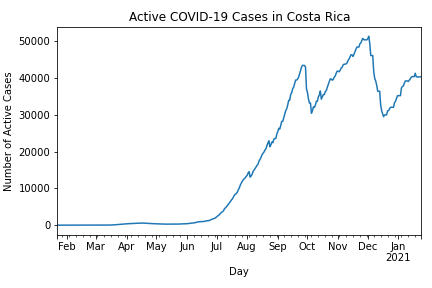 Active COVID-19 Cases in Costa Rica
Number of Active Cases
50000
40000
30000
20000
10000
0
Feb Mar Apr May Jun Jul Aug Sep Oct Nov Dec Jan
2021
Day